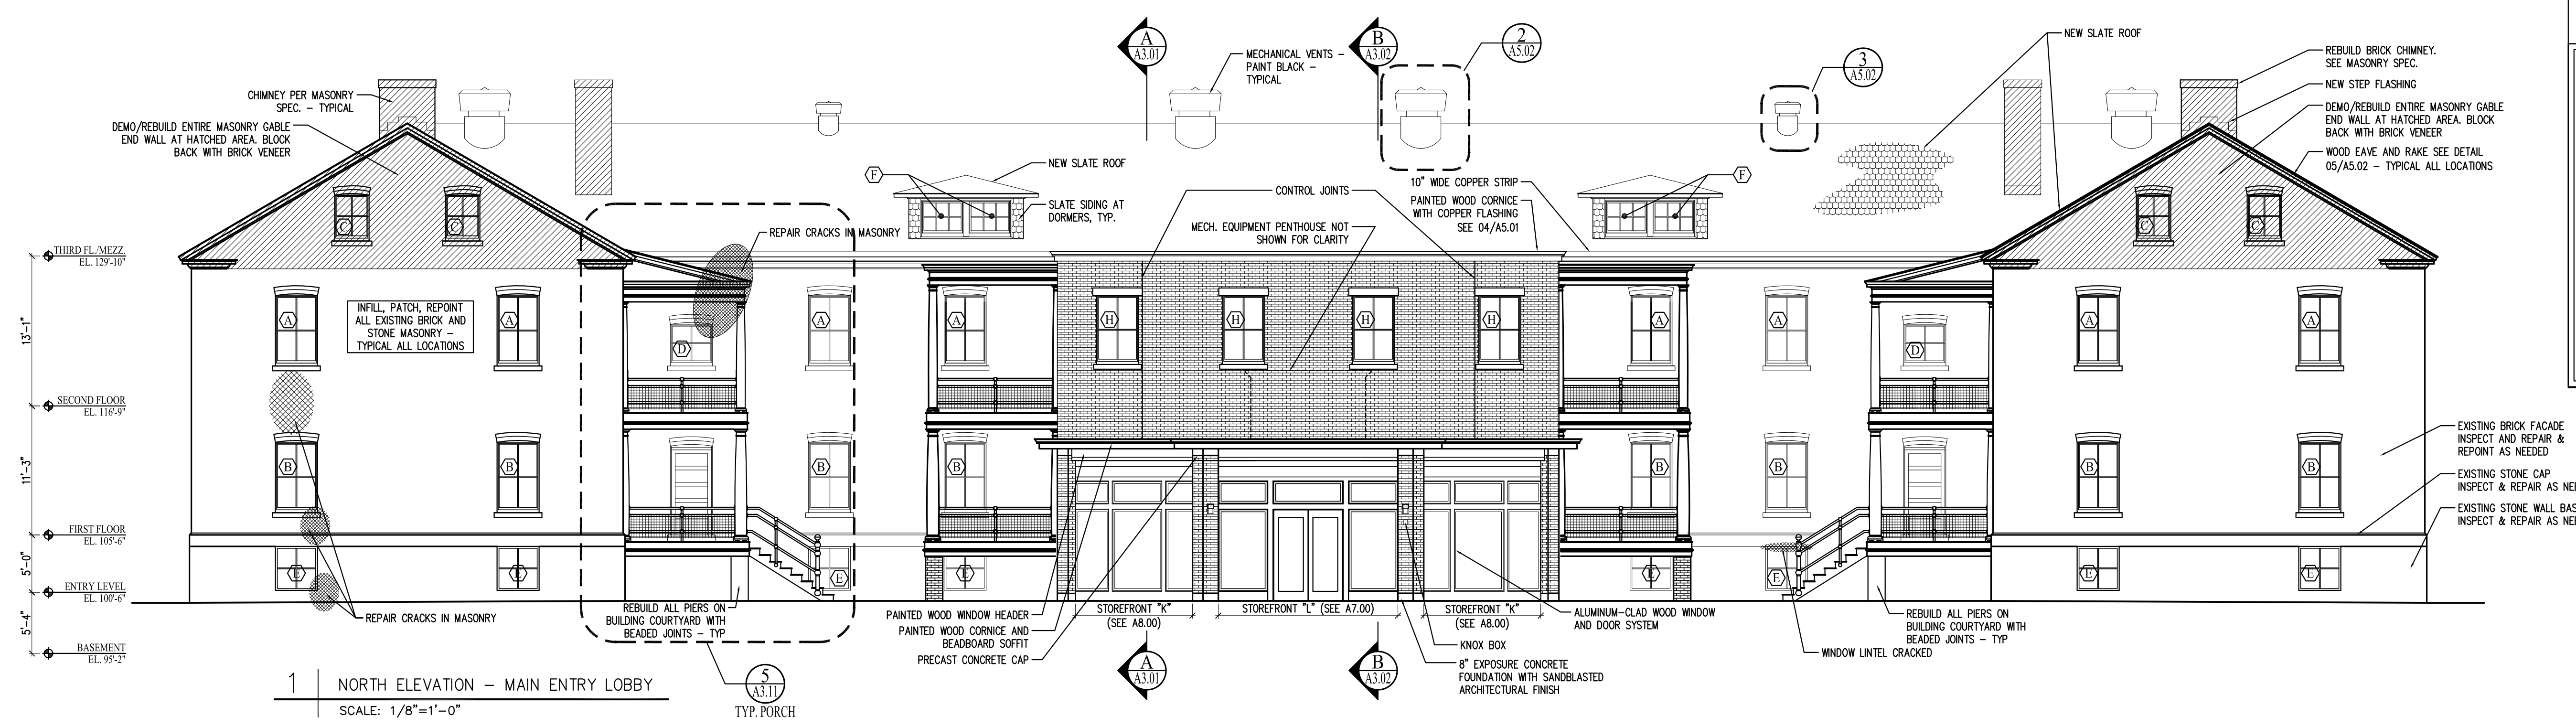 A
A3.01
B
A3.02
2
A5.02
3
A5.02
MECHANICAL VENTS –
PAINT BLACK –
TYPICAL
NEW SLATE ROOF
REBUILD BRICK CHIMNEY.
SEE MASONRY SPEC.
NEW STEP FLASHING
DEMO/REBUILD ENTIRE MASONRY GABLE
END WALL AT HATCHED AREA. BLOCK
BACK WITH BRICK VENEER
WOOD EAVE AND RAKE SEE DETAIL
05/A5.02 – TYPICAL ALL LOCATIONS
CHIMNEY PER MASONRY
SPEC. – TYPICAL
DEMO/REBUILD ENTIRE MASONRY GABLE
END WALL AT HATCHED AREA. BLOCK
BACK WITH BRICK VENEER
F
NEW SLATE ROOF
SLATE SIDING AT
DORMERS, TYP.
CONTROL JOINTS
10" WIDE COPPER STRIP
PAINTED WOOD CORNICE
WITH COPPER FLASHING
SEE 04/A5.01
MECH. EQUIPMENT PENTHOUSE NOT
SHOWN FOR CLARITY
F
C
C
C
C
REPAIR CRACKS IN MASONRY
THIRD FL./MEZZ.
EL. 129'-10"
13'-1"
INFILL, PATCH, REPOINT
ALL EXISTING BRICK AND
STONE MASONRY –
TYPICAL ALL LOCATIONS
A
A
D
A
A
H
H
H
H
A
A
D
A
A
SECOND FLOOR
EL. 116'-9"
11'-3"
B
B
B
B
B
B
B
B
EXISTING BRICK FACADE
INSPECT AND REPAIR &
REPOINT AS NEEDED
EXISTING STONE CAP
INSPECT & REPAIR AS NE
EXISTING STONE WALL BAS
INSPECT & REPAIR AS NE
FIRST FLOOR
EL. 105'-6"
5'-0"
E
E
E
E
E
E
E
E
ENTRY LEVEL
EL. 100'-6"
5'-4"
BASEMENT
EL. 95'-2"
REPAIR CRACKS IN MASONRY
REBUILD ALL PIERS ON
BUILDING COURTYARD WITH
BEADED JOINTS – TYP
PAINTED WOOD WINDOW HEADER
PAINTED WOOD CORNICE AND
BEADBOARD SOFFIT
PRECAST CONCRETE CAP
STOREFRONT "K"
(SEE A8.00)
STOREFRONT "L" (SEE A7.00)
STOREFRONT "K"
(SEE A8.00)
ALUMINUM-CLAD WOOD WINDOW
AND DOOR SYSTEM
KNOX BOX
8" EXPOSURE CONCRETE
FOUNDATION WITH SANDBLASTED
ARCHITECTURAL FINISH
REBUILD ALL PIERS ON
BUILDING COURTYARD WITH
BEADED JOINTS – TYP
WINDOW LINTEL CRACKED
A
A3.01
B
A3.02
5
A3.11
TYP. PORCH
1
NORTH ELEVATION – MAIN ENTRY LOBBY
SCALE: 1/8"=1'-0"